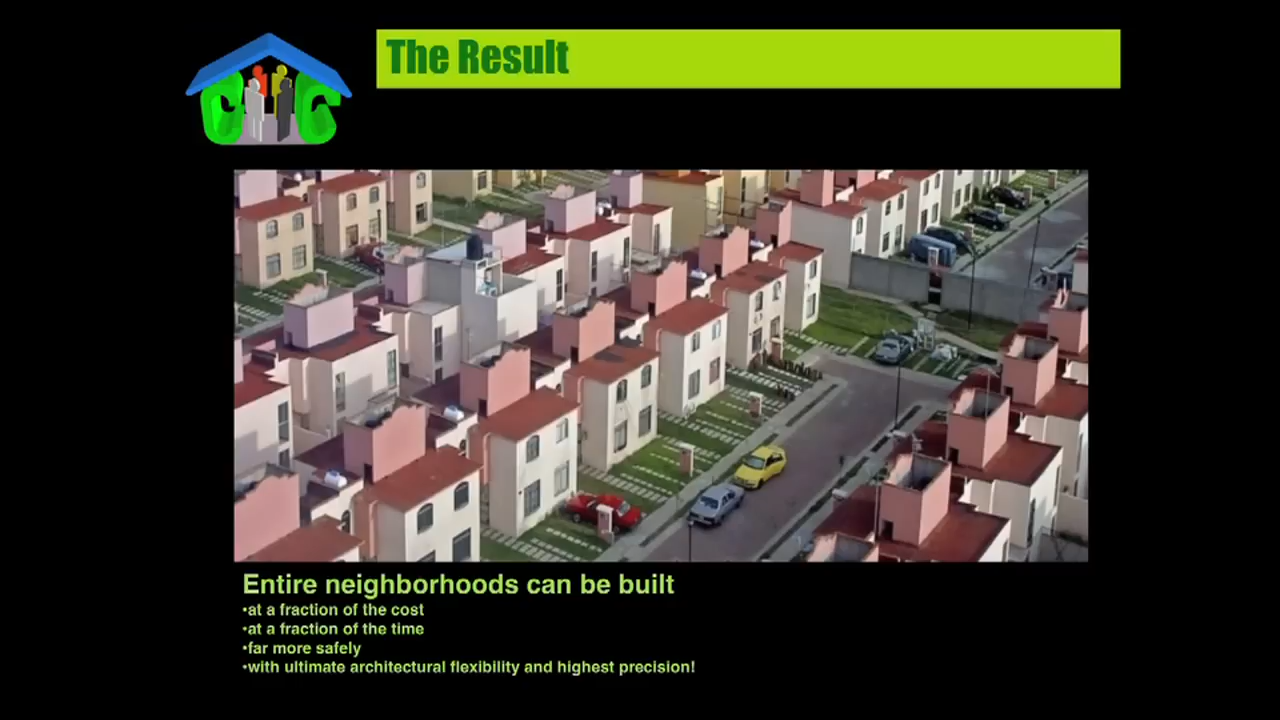 The Result
CC
Entire neighborhoods can be built
•at a fraction of the cost
•at a fraction of the time
•far more safely
•with ultimate architectural flexibility and highest precision!